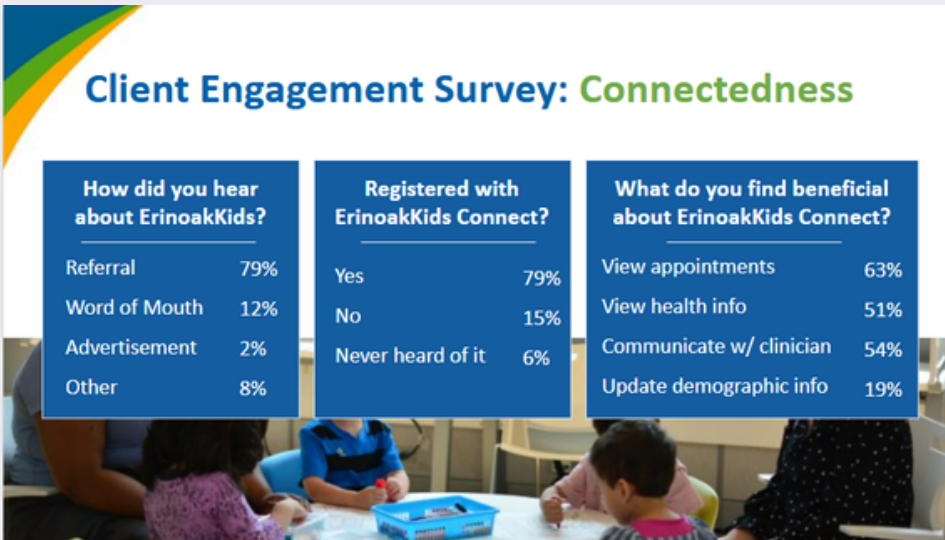 Client Engagement Survey: Connectedness
How did you hear
about ErinoakKids?
Referral 79%
Word of Mouth 12%
Advertisement 2%
Other 8%
Registered with
ErinoakKids Connect?
Yes 79%
No 15%
Never heard of it 6%
What do you find beneficial
about ErinoakKids Connect?
View appointments 63%
View health info 51%
Communicate w/ clinician 54%
Update demographic info 19%